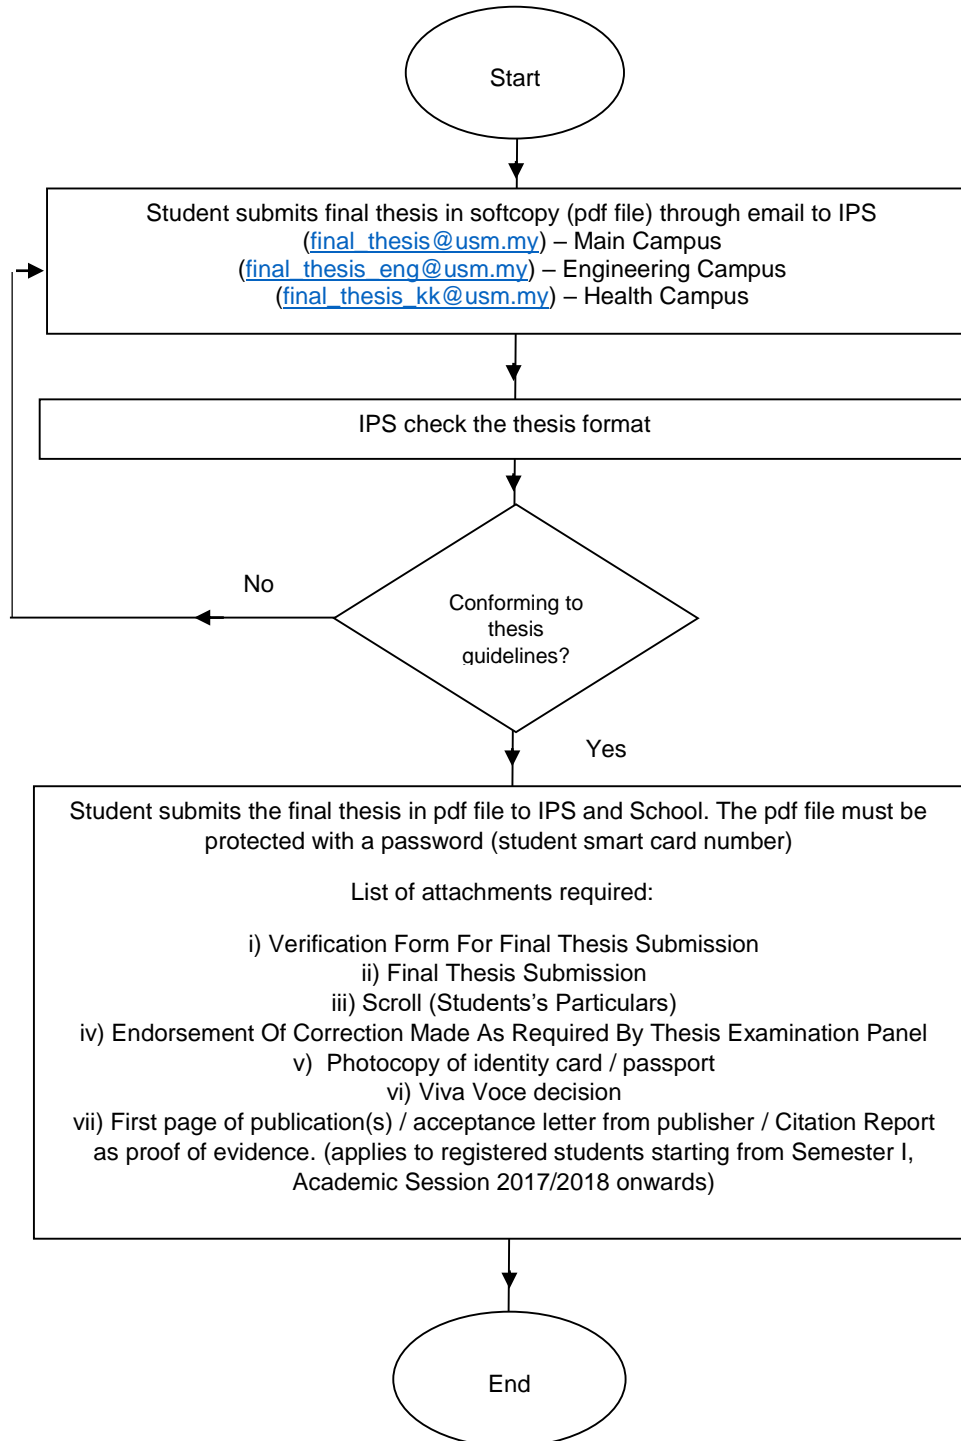 Start
Student submits final thesis in softcopy (pdf file) through email to IPS
(final_thesis@usm.my) – Main Campus
(final_thesis_eng@usm.my) – Engineering Campus
(final_thesis_kk@usm.my) – Health Campus
IPS check the thesis format
No
Conforming to
thesis
guidelines?
Yes
Student submits the final thesis in pdf file to IPS and School. The pdf file must be
protected with a password (student smart card number)
List of attachments required:
i) Verification Form For Final Thesis Submission
ii) Final Thesis Submission
iii) Scroll (Students's Particulars)
iv) Endorsement Of Correction Made As Required By Thesis Examination Panel
v) Photocopy of identity card / passport
vi) Viva Voce decision
vii) First page of publication(s) / acceptance letter from publisher / Citation Report
as proof of evidence. (applies to registered students starting from Semester I,
Academic Session 2017/2018 onwards)
End